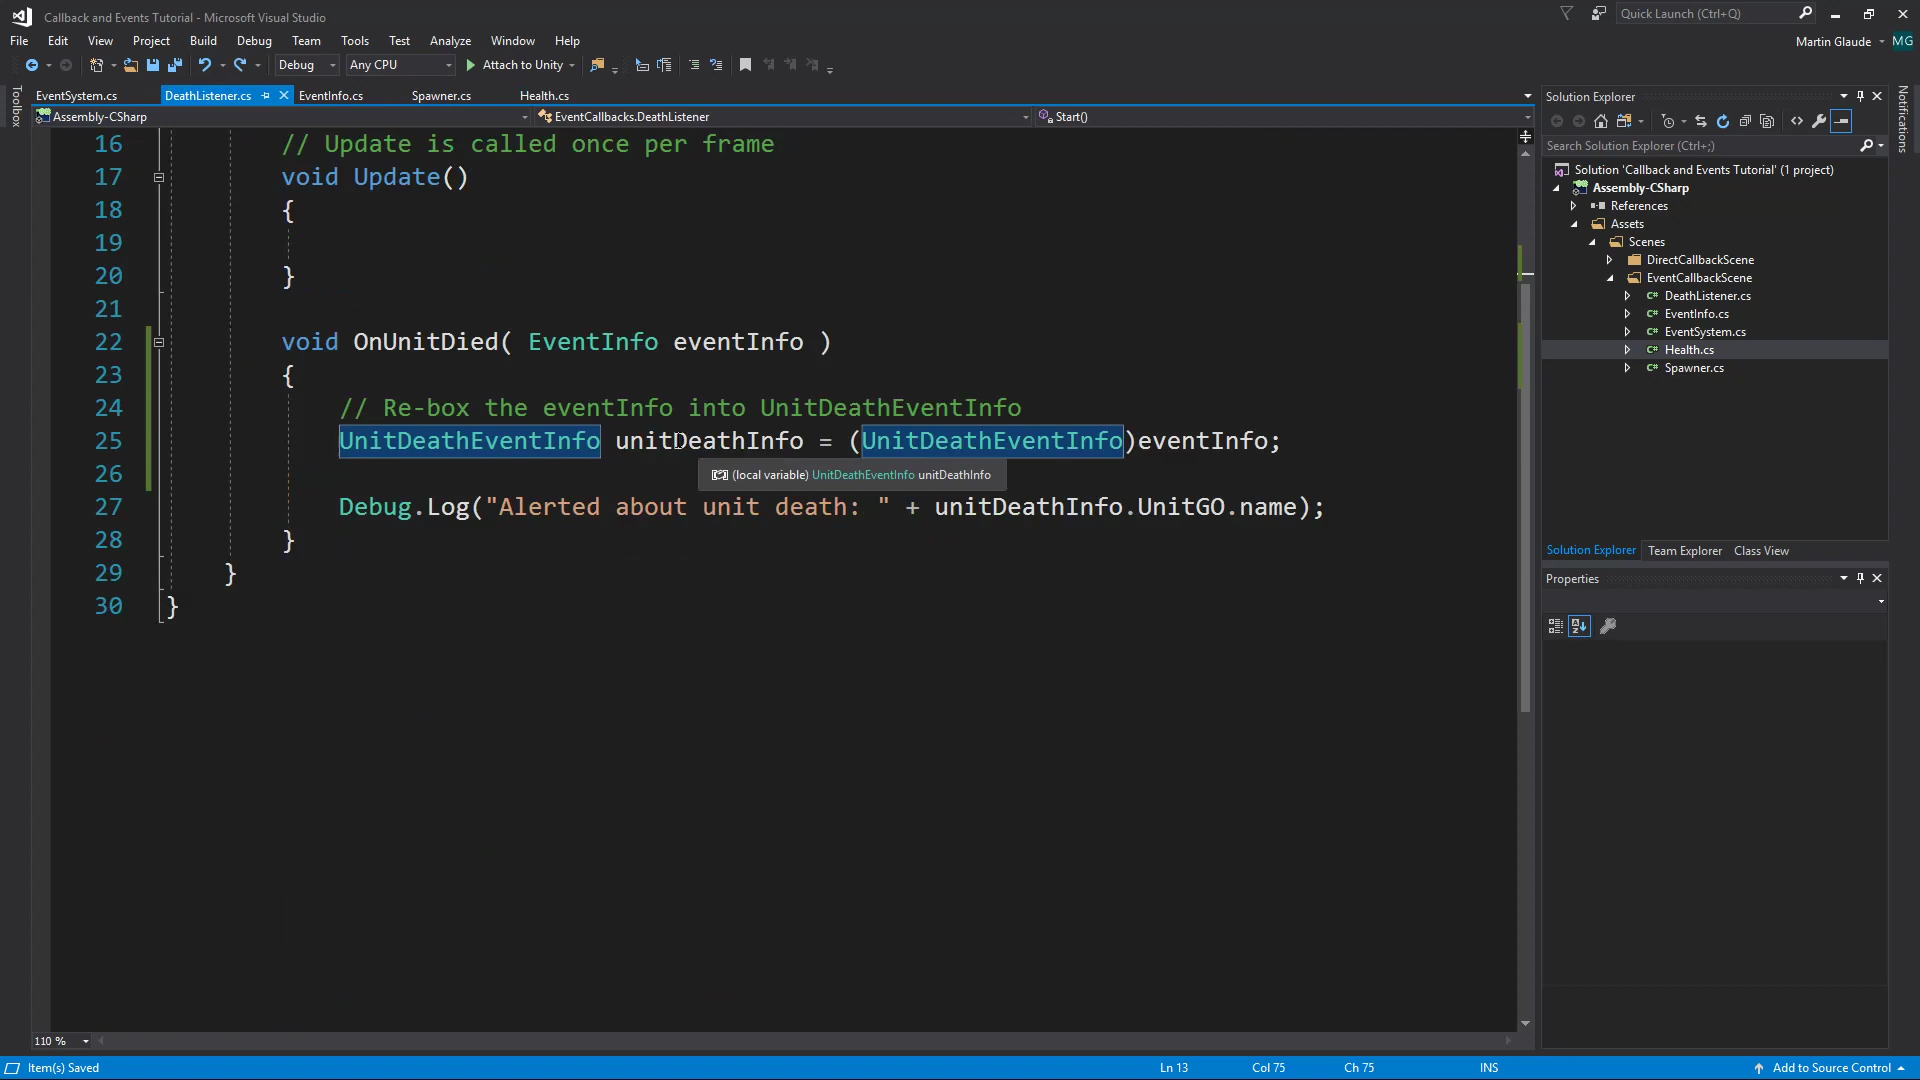 Callback and Events Tutorial - Microsoft Visual Studio
Quick Launch (Ctrl+Q)
File Edit View Project Build Debug Team Tools Test Analyze Window Help
Martin Glaude MG
Debug Any CPU Attach to Unity
Toolbox
EventSystem.cs DeathListener.cs EventInfo.cs Spawner.cs Health.cs
Assembly-CSharp EventCallbacks.DeathListener Start()
16 // Update is called once per frame
17 void Update()
18 {
19
20 }
21
22 void OnUnitDied( EventInfo eventInfo )
23 {
24 // Re-box the eventInfo into UnitDeathEventInfo
25 UnitDeathEventInfo unitDeathInfo = (UnitDeathEventInfo)eventInfo;
26 (local variable) UnitDeathEventInfo unitDeathInfo
27 Debug.Log("Alerted about unit death: " + unitDeathInfo.UnitGO.name);
28 }
29 }
30 }
110 %
Solution Explorer
Search Solution Explorer (Ctrl+;)
Solution 'Callback and Events Tutorial' (1 project)
Assembly-CSharp
References
Assets
Scenes
DirectCallbackScene
EventCallbackScene
C# DeathListener.cs
C# EventInfo.cs
C# EventSystem.cs
C# Health.cs
C# Spawner.cs
Solution Explorer Team Explorer Class View
Properties
Notifications
Item(s) Saved Ln 13 Col 75 Ch 75 INS Add to Source Control